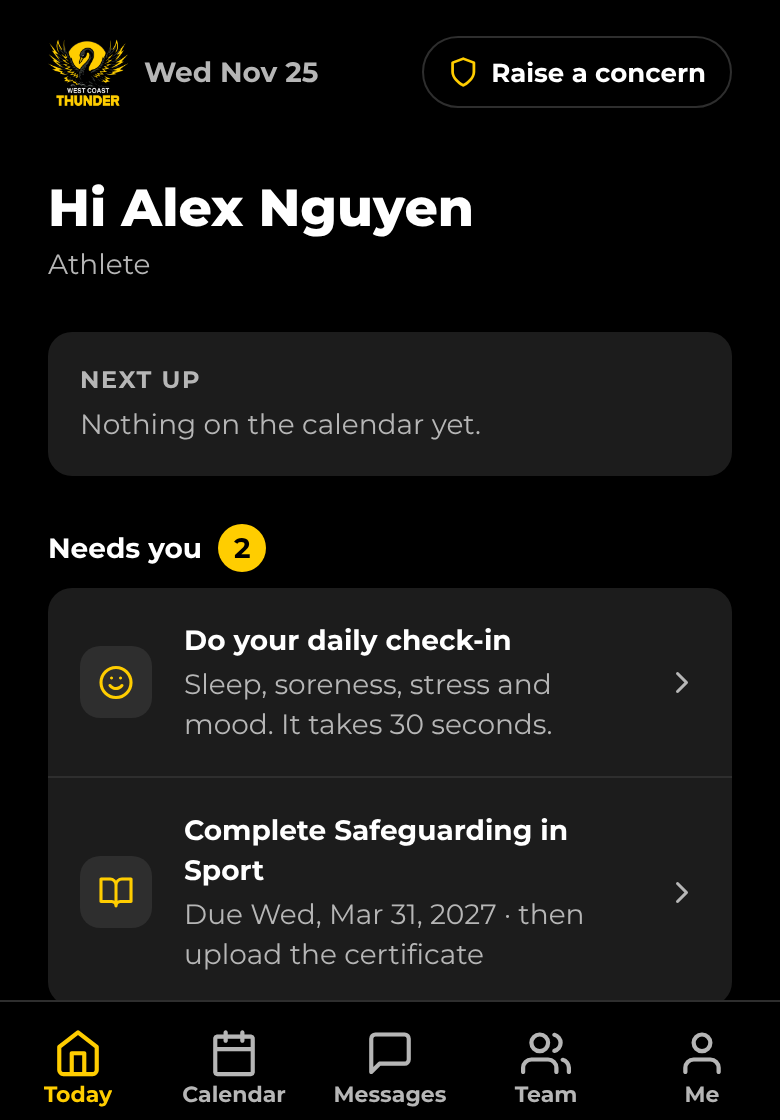 WEST COAST
THUNDER
Wed Nov 25
Raise a concern
Hi Alex Nguyen
Athlete
NEXT UP
Nothing on the calendar yet.
Needs you 2
Do your daily check-in
Sleep, soreness, stress and
mood. It takes 30 seconds.
Complete Safeguarding in
Sport
Due Wed, Mar 31, 2027 · then
upload the certificate
Today
Calendar
Messages
Team
Me